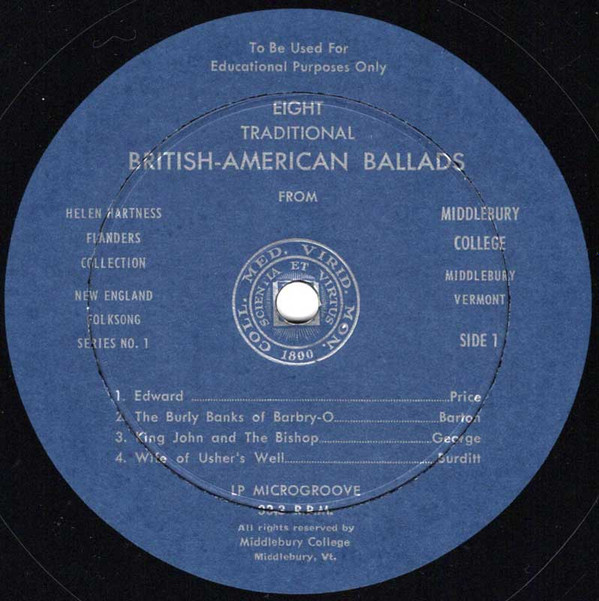 To Be Used For
Educational Purposes Only
EIGHT
TRADITIONAL
BRITISH-AMERICAN BALLADS
FROM
HELEN HARTNESS
FLANDERS
COLLECTION
NEW ENGLAND
FOLKSONG
SERIES NO. 1
MIDDLEBURY
COLLEGE
MIDDLEBURY
VERMONT
SIDE 1
COLL. MED. VIRID. MON.
SCIENTIA ET VIRTUS
1800
1. Edward Price
2. The Burly Banks of Barbry-O Barton
3. King John and The Bishop George
4. Wife of Usher's Well Burditt
LP MICROGROOVE
R.P.M.
All rights reserved by
Middlebury College
Middlebury, Vt.